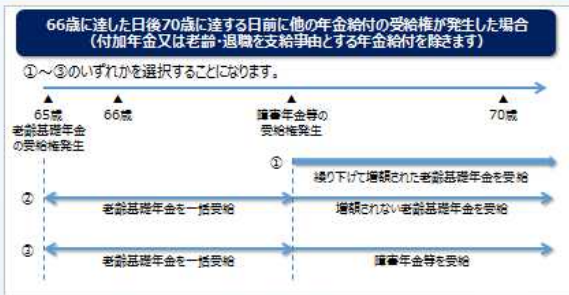 66歳に達した日後70歳に達する日前に他の年金給付の受給権が発生した場合
（付加年金又は老齢・退職を支給事由とする年金給付を除きます）
①～③のいずれかを選択することになります。
▲ ▲ ▲ ▲
65歳 66歳 障害年金等の 70歳
老齢基礎年金 受給権発生
の受給権発生
①
繰り下げて増額された老齢基礎年金を受給
②
老齢基礎年金を一括受給 増額されない老齢基礎年金を受給
③
老齢基礎年金を一括受給 障害年金等を受給